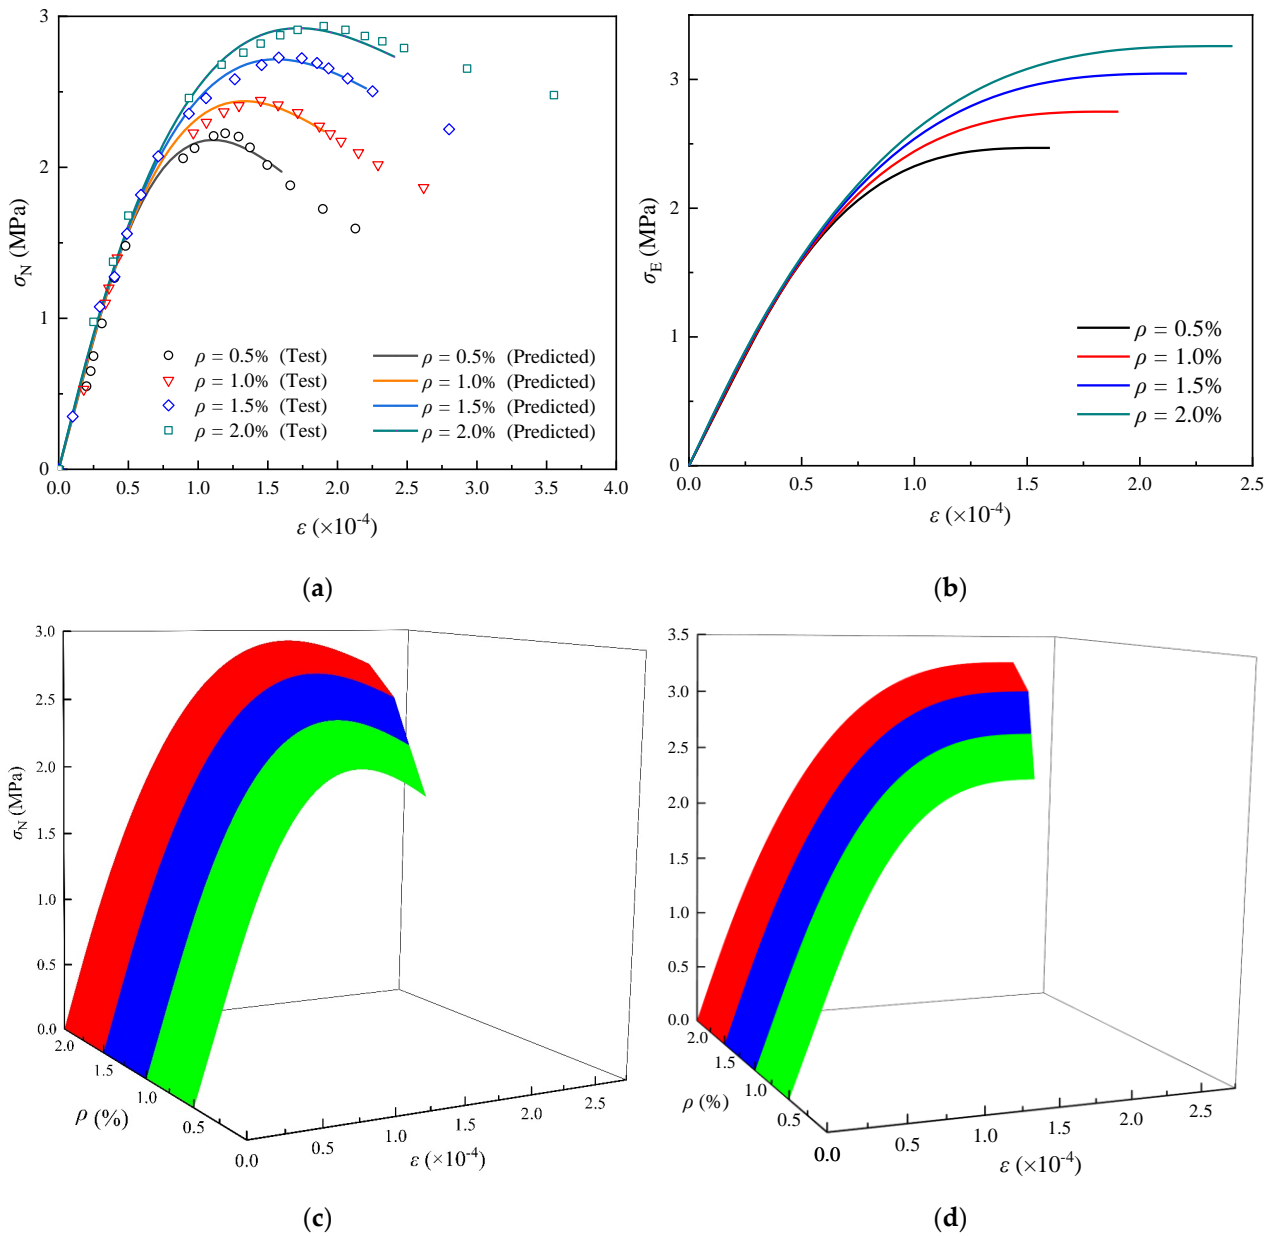 3
2
1
0
σN (MPa)
0.0 0.5 1.0 1.5 2.0 2.5 3.0 3.5 4.0
ε (×10-4)
ρ = 0.5% (Test)
ρ = 1.0% (Test)
ρ = 1.5% (Test)
ρ = 2.0% (Test)
ρ = 0.5% (Predicted)
ρ = 1.0% (Predicted)
ρ = 1.5% (Predicted)
ρ = 2.0% (Predicted)
(a)
3
2
1
0
σE (MPa)
0.0 0.5 1.0 1.5 2.0 2.5
ε (×10-4)
ρ = 0.5%
ρ = 1.0%
ρ = 1.5%
ρ = 2.0%
(b)
3.0
2.5
2.0
1.5
1.0
0.5
0.0
σN (MPa)
2.0
1.5
1.0
0.5
ρ (%)
0.0 0.5 1.0 1.5 2.0 2.5
ε (×10-4)
(c)
3.5
3.0
2.5
2.0
1.5
1.0
0.5
0.0
2.0
1.5
1.0
0.5
ρ (%)
0.0 0.5 1.0 1.5 2.0 2.5
ε (×10-4)
(d)